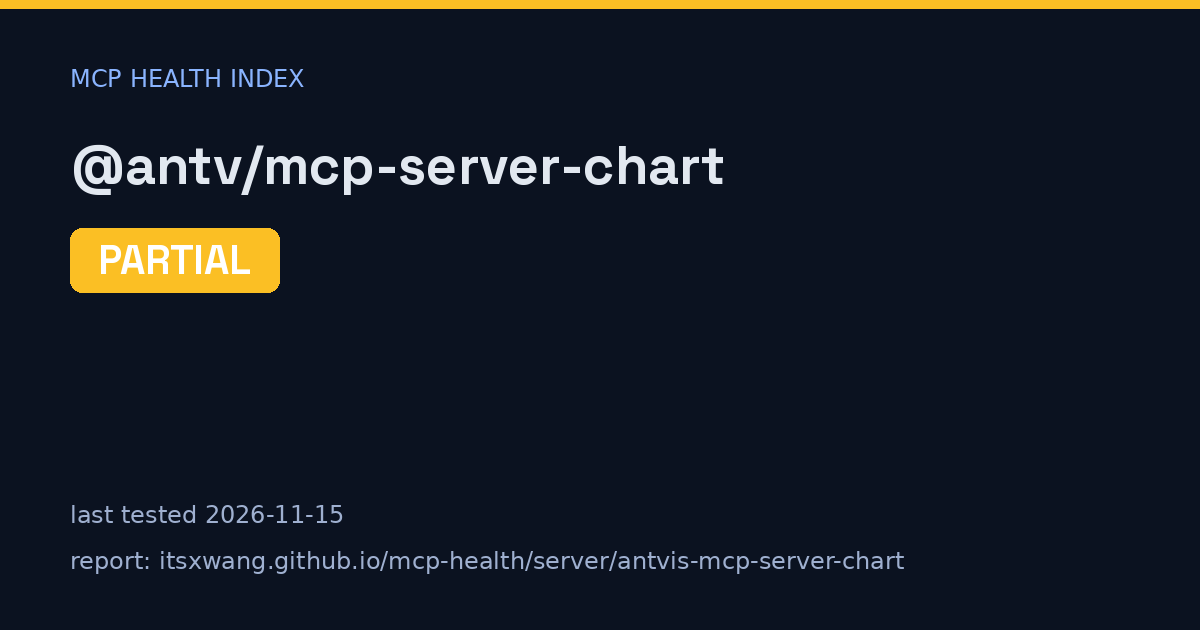 MCP HEALTH INDEX
@antv/mcp-server-chart
PARTIAL
last tested 2026-11-15
report: itsxwang.github.io/mcp-health/server/antvis-mcp-server-chart